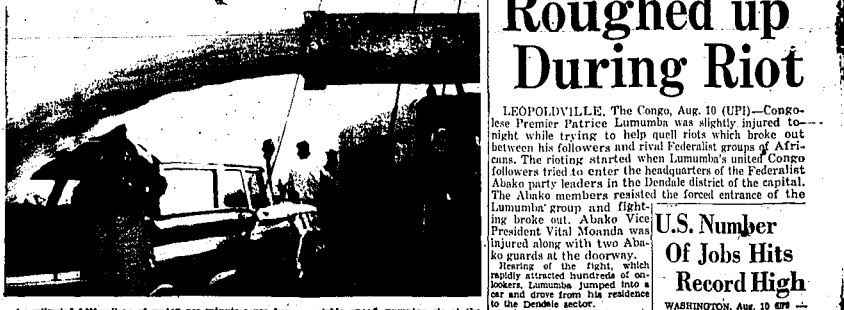 Roughed up
During Riot
LEOPOLDVILLE, The Congo, Aug. 10 (UPI)—Congo-
lese Premier Patrice Lumumba was slightly injured to-
night while trying to help quell riots which broke out
between his followers and rival Federalist groups of Afri-
cans. The rioting started when Lumumba's united Congo
followers tried to enter the headquarters of the Federalist
Abako party leaders in the Dendale district of the capital.
The Abako members resisted the forced entrance of the
Lumumba group and fight-
ing broke out. Abako Vice
President Vital Moanda was
injured along with two Aba-
ko guards at the doorway.
Hearing of the fight, which
rapidly attracted hundreds of on-
lookers, Lumumba jumped into a
car and drove from his residence
to the Dendale sector.
U.S. Number
Of Jobs Hits
Record High
WASHINGTON, Aug. 10